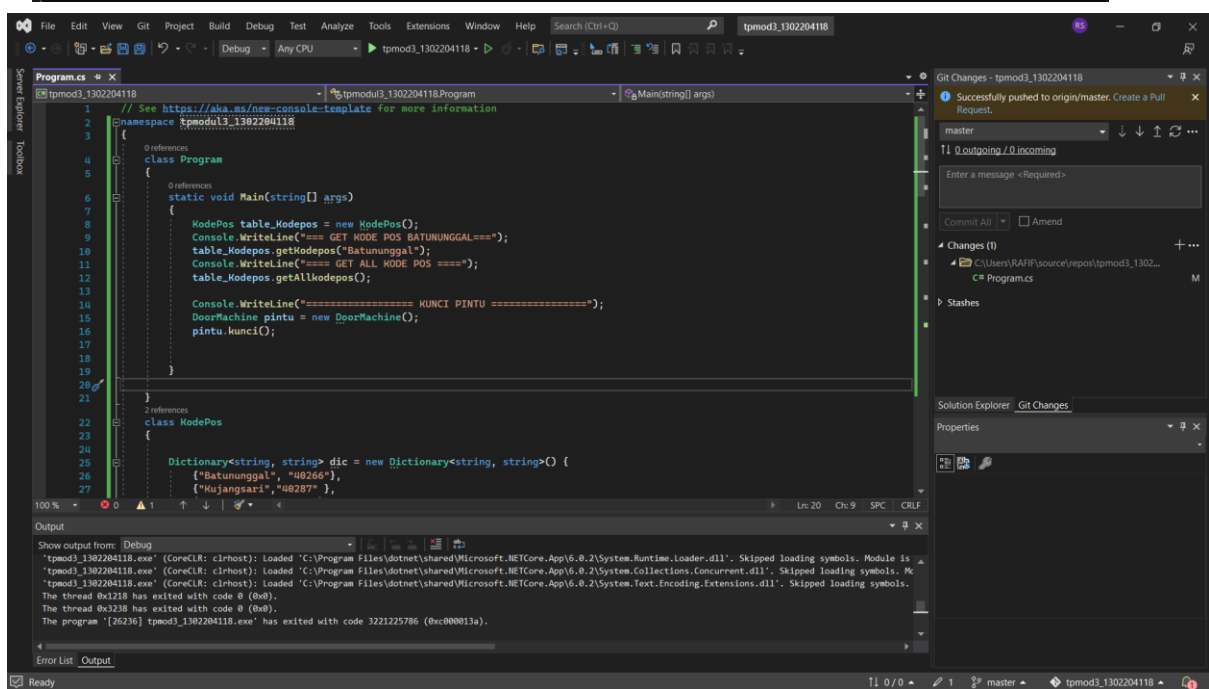 File Edit View Git Project Build Debug Test Analyze Tools Extensions Window Help Search (Ctrl+Q) tpmod3_1302204118 RS
Debug Any CPU tpmod3_1302204118
Server Explorer
Toolbox
Program.cs
tpmod3_1302204118 tpmodul3_1302204118.Program Main(string[] args)
1 // See https://aka.ms/new-console-template for more information
2 namespace tpmodul3_1302204118
3 {
0 references
4 class Program
5 {
0 references
6 static void Main(string[] args)
7 {
8 KodePos table_Kodepos = new KodePos();
9 Console.WriteLine("=== GET KODE POS BATUNUNGGAL===");
10 table_Kodepos.getKodepos("Batununggal");
11 Console.WriteLine("==== GET ALL KODE POS ====");
12 table_Kodepos.getAllkodepos();
13
14 Console.WriteLine("================== KUNCI PINTU ================");
15 DoorMachine pintu = new DoorMachine();
16 pintu.kunci();
17
18
19 }
20
21 }
2 references
22 class KodePos
23 {
24
25 Dictionary<string, string> dic = new Dictionary<string, string>() {
26 {"Batununggal", "40266"},
27 {"Kujangsari","40287" },
100 % 0 1 Ln: 20 Ch: 9 SPC CRLF
Output
Show output from: Debug
'tpmod3_1302204118.exe' (CoreCLR: clrhost): Loaded 'C:\Program Files\dotnet\shared\Microsoft.NETCore.App\6.0.2\System.Runtime.Loader.dll'. Skipped loading symbols. Module is
'tpmod3_1302204118.exe' (CoreCLR: clrhost): Loaded 'C:\Program Files\dotnet\shared\Microsoft.NETCore.App\6.0.2\System.Collections.Concurrent.dll'. Skipped loading symbols. Mo
'tpmod3_1302204118.exe' (CoreCLR: clrhost): Loaded 'C:\Program Files\dotnet\shared\Microsoft.NETCore.App\6.0.2\System.Text.Encoding.Extensions.dll'. Skipped loading symbols.
The thread 0x1218 has exited with code 0 (0x0).
The thread 0x3238 has exited with code 0 (0x0).
The program '[26236] tpmod3_1302204118.exe' has exited with code 3221225786 (0xc000013a).
Error List Output
Git Changes - tpmod3_1302204118
Successfully pushed to origin/master. Create a Pull
Request.
master
0 outgoing / 0 incoming
Enter a message <Required>
Commit All Amend
Changes (1)
C:\Users\RAFIF\source\repos\tpmod3_1302...
C# Program.cs M
Stashes
Solution Explorer Git Changes
Properties
Ready 0 / 0 1 master tpmod3_1302204118 1